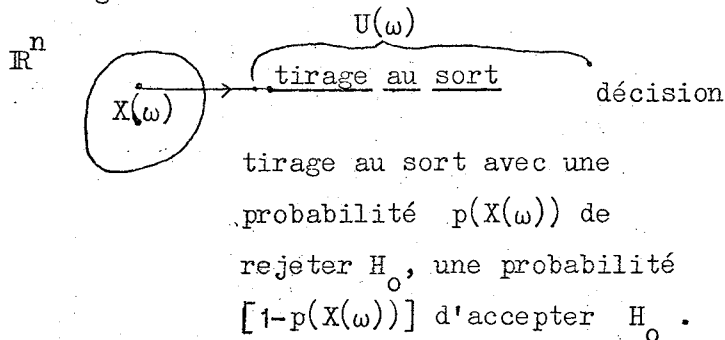 U(ω)
ℝⁿ
tirage au sort
X(ω)
décision
tirage au sort avec une
probabilité p(X(ω)) de
rejeter H₀, une probabilité
[1-p(X(ω))] d'accepter H₀ .